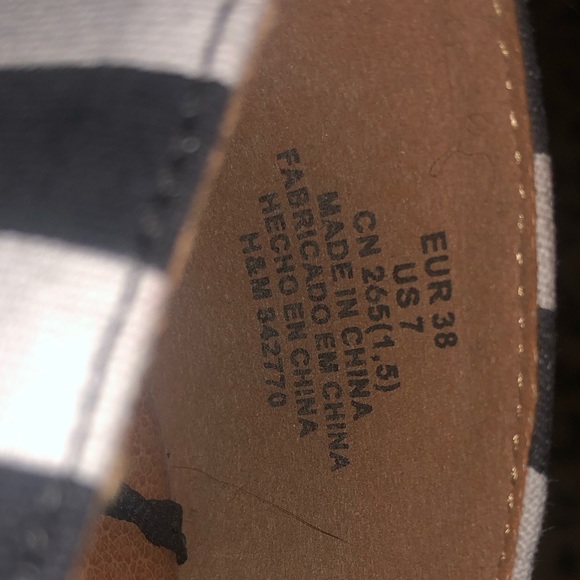 EUR 38
US 7
CN 265(1,5)
MADE IN CHINA
FABRICADO EM CHINA
HECHO EN CHINA
H&M 342770